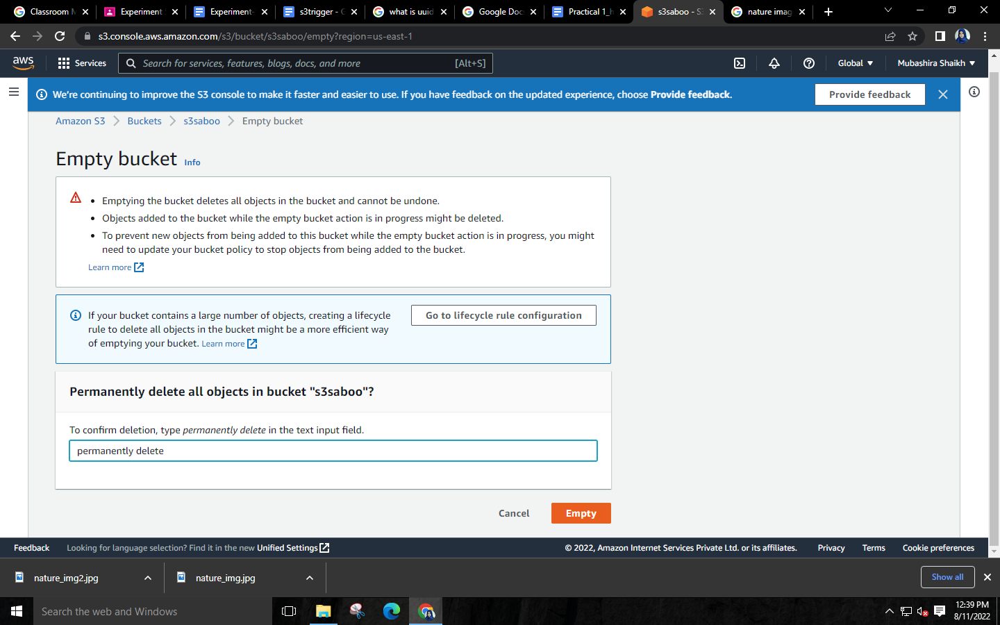 Classroom M
Experiment
Experiment-
s3trigger - G
what is uuid
Google Doc
Practical 1_h
s3saboo - S3
nature imag
s3.console.aws.amazon.com/s3/bucket/s3saboo/empty?region=us-east-1
aws
Services
Search for services, features, blogs, docs, and more
[Alt+S]
Global
Mubashira Shaikh
We're continuing to improve the S3 console to make it faster and easier to use. If you have feedback on the updated experience, choose Provide feedback.
Provide feedback
Amazon S3
Buckets
s3saboo
Empty bucket
Empty bucket Info
• Emptying the bucket deletes all objects in the bucket and cannot be undone.
• Objects added to the bucket while the empty bucket action is in progress might be deleted.
• To prevent new objects from being added to this bucket while the empty bucket action is in progress, you might
need to update your bucket policy to stop objects from being added to the bucket.
Learn more
If your bucket contains a large number of objects, creating a lifecycle
rule to delete all objects in the bucket might be a more efficient way
of emptying your bucket. Learn more
Go to lifecycle rule configuration
Permanently delete all objects in bucket "s3saboo"?
To confirm deletion, type permanently delete in the text input field.
permanently delete
Cancel
Empty
Feedback
Looking for language selection? Find it in the new Unified Settings
© 2022, Amazon Internet Services Private Ltd. or its affiliates.
Privacy
Terms
Cookie preferences
nature_img2.jpg
nature_img.jpg
Show all
Search the web and Windows
12:39 PM
8/11/2022